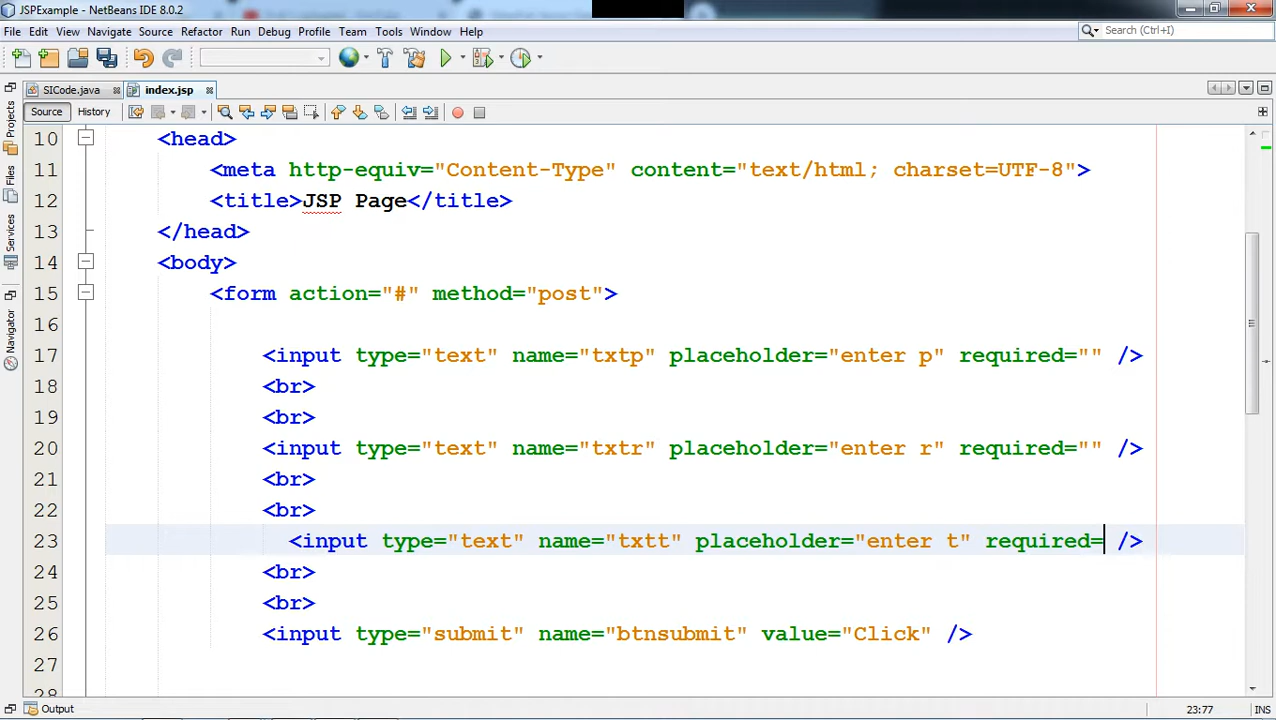 JSPExample - NetBeans IDE 8.0.2
File Edit View Navigate Source Refactor Run Debug Profile Team Tools Window Help
Search (Ctrl+I)
SICode.java index.jsp
Source History
Projects
Files
Services
Navigator
10 <head>
11 <meta http-equiv="Content-Type" content="text/html; charset=UTF-8">
12 <title>JSP Page</title>
13 </head>
14 <body>
15 <form action="#" method="post">
16
17 <input type="text" name="txtp" placeholder="enter p" required="" />
18 <br>
19 <br>
20 <input type="text" name="txtr" placeholder="enter r" required="" />
21 <br>
22 <br>
23 <input type="text" name="txtt" placeholder="enter t" required= />
24 <br>
25 <br>
26 <input type="submit" name="btnsubmit" value="Click" />
27
28
Output
23:77 INS